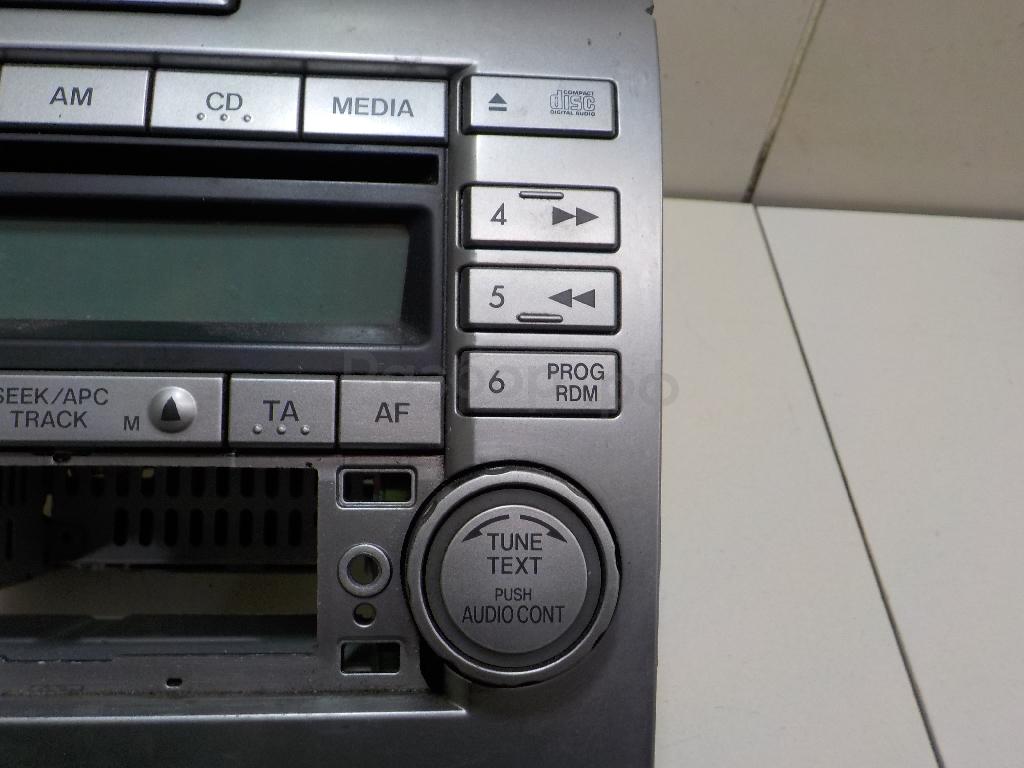 AM
CD
MEDIA
COMPACT
disc
DIGITAL AUDIO
4
5
6
PROG
RDM
SEEK/APC
TRACK
M
TA
AF
TUNE
TEXT
PUSH
AUDIO CONT